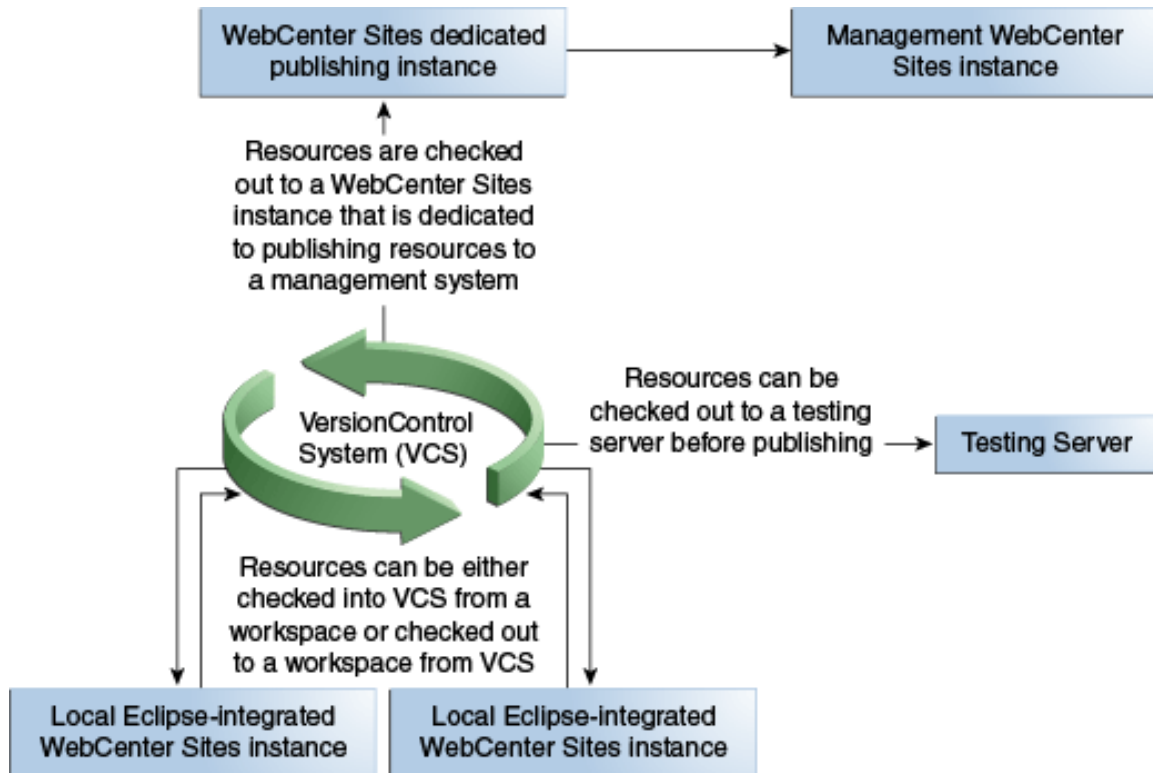 WebCenter Sites dedicated
publishing instance
Management WebCenter
Sites instance
Resources are checked
out to a WebCenter Sites
instance that is dedicated
to publishing resources to
a management system
VersionControl
System (VCS)
Resources can be
checked out to a testing
server before publishing
Testing Server
Resources can be either
checked into VCS from a
workspace or checked out
to a workspace from VCS
Local Eclipse-integrated
WebCenter Sites instance
Local Eclipse-integrated
WebCenter Sites instance